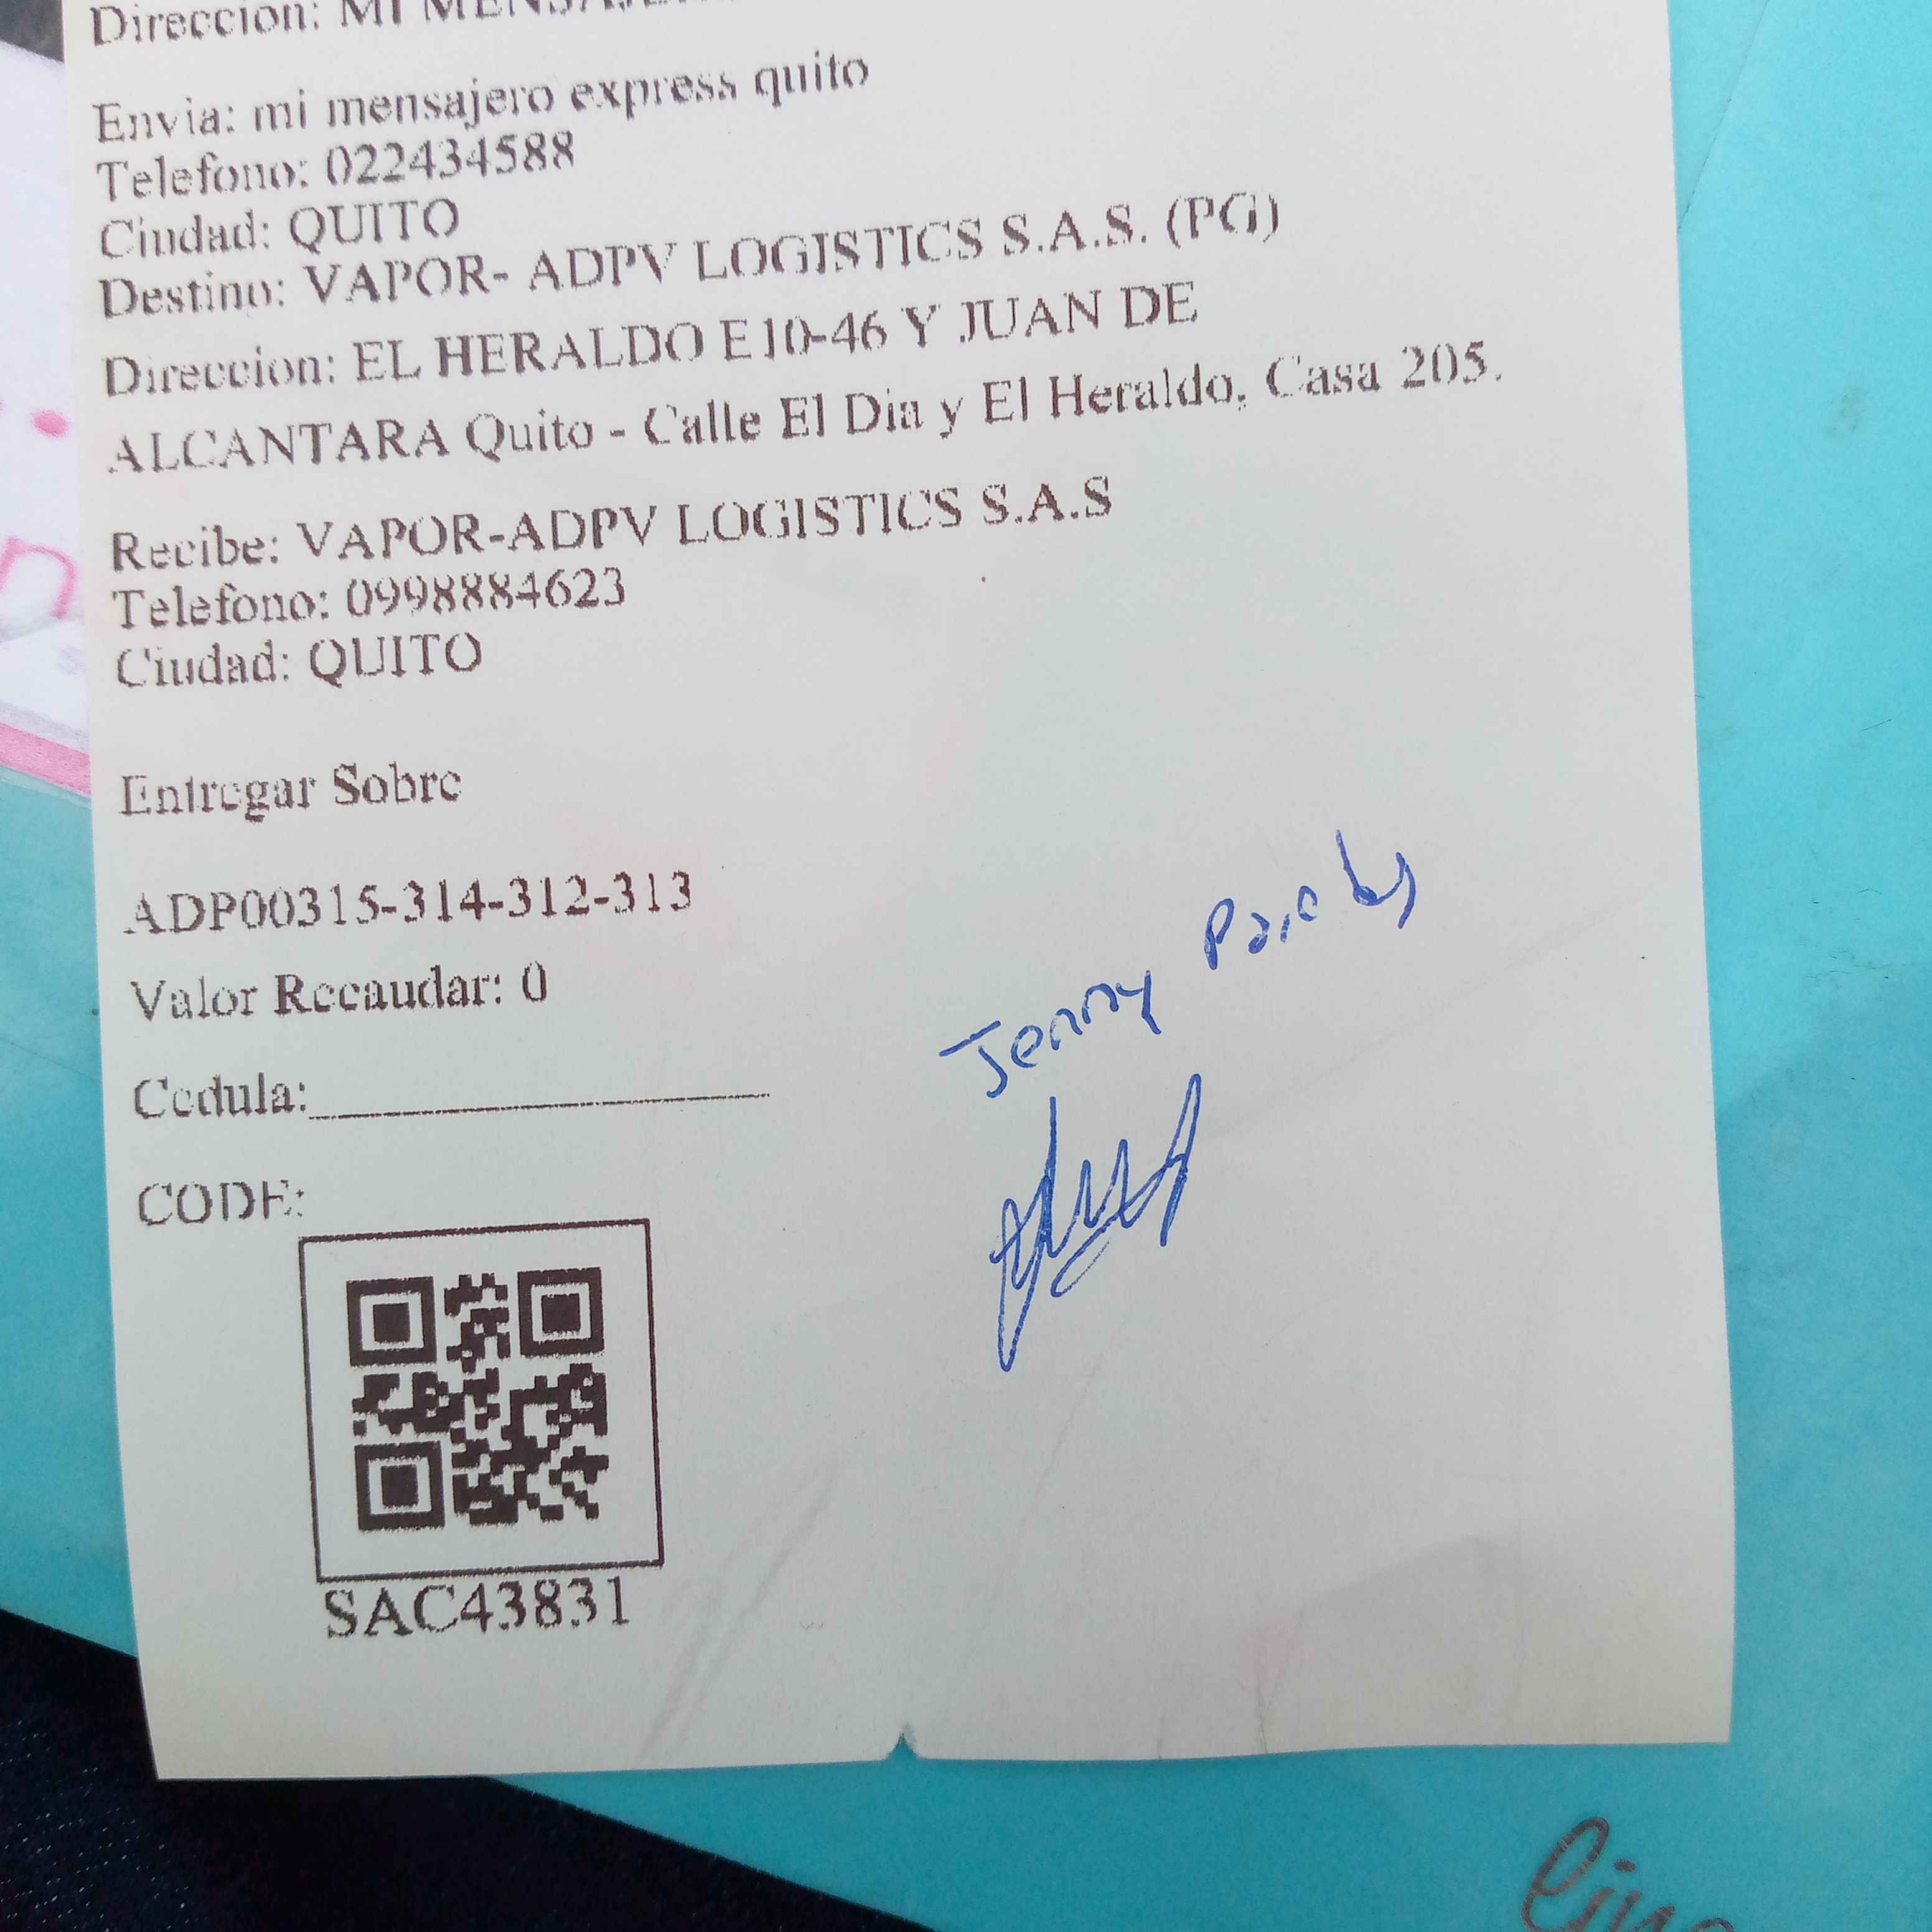 Direccion: MI
Envia: mi mensajero express quito
Telefono: 022434588
Ciudad: QUITO
Destino: VAPOR- ADPV LOGISTICS S.A.S. (PG)
Direccion: EL HERALDO E10-46 Y JUAN DE
ALCANTARA Quito - Calle El Dia y El Heraldo, Casa 205.
Recibe: VAPOR-ADPV LOGISTICS S.A.S
Telefono: 0998884623
Ciudad: QUITO
Entregar Sobre
ADP00315-314-312-313
Valor Recaudar: 0
Cedula:
Jenny
CODE:
SAC43831